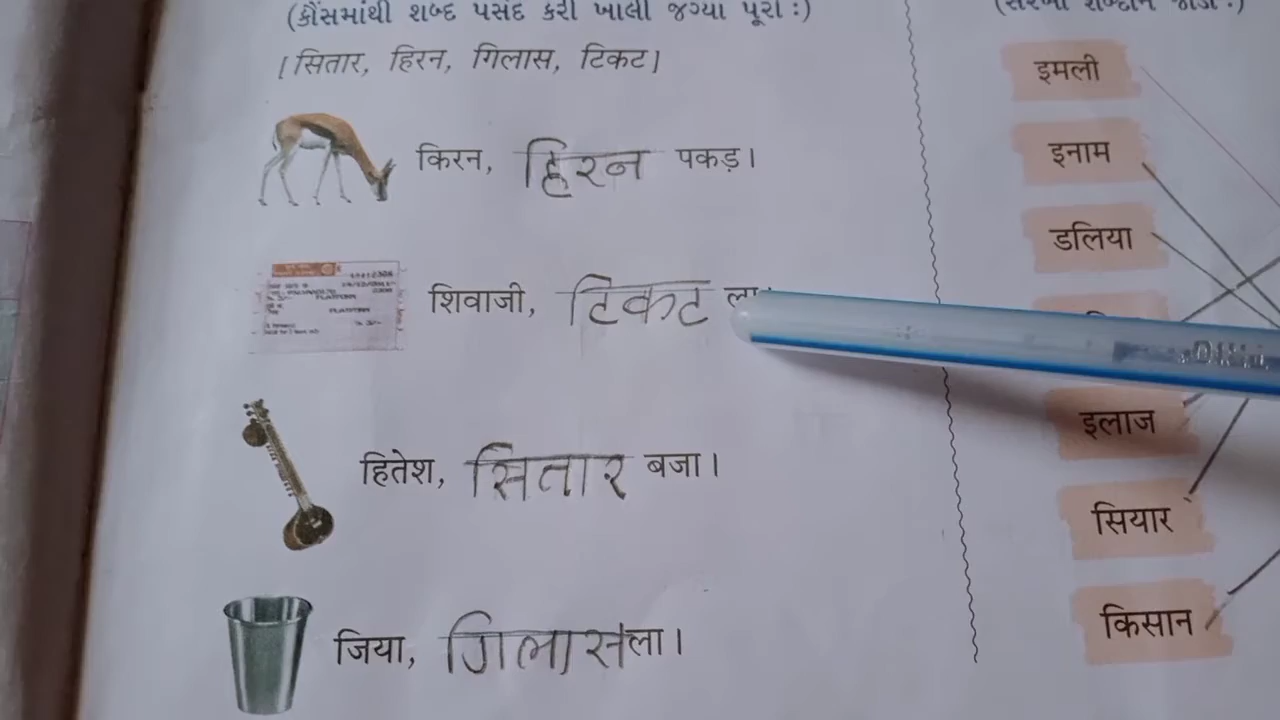 (કૌંસમાંથી શબ્દ પસંદ કરી ખાલી જગ્યા પૂરો :)
[सितार, हिरन, गिलास, टिकट]
किरन, हिरन पकड़।
शिवाजी, टिकट ला।
हितेश, सितार बजा।
जिया, गिलास ला।
इमली
इनाम
डलिया
इलाज
सियार
किसान